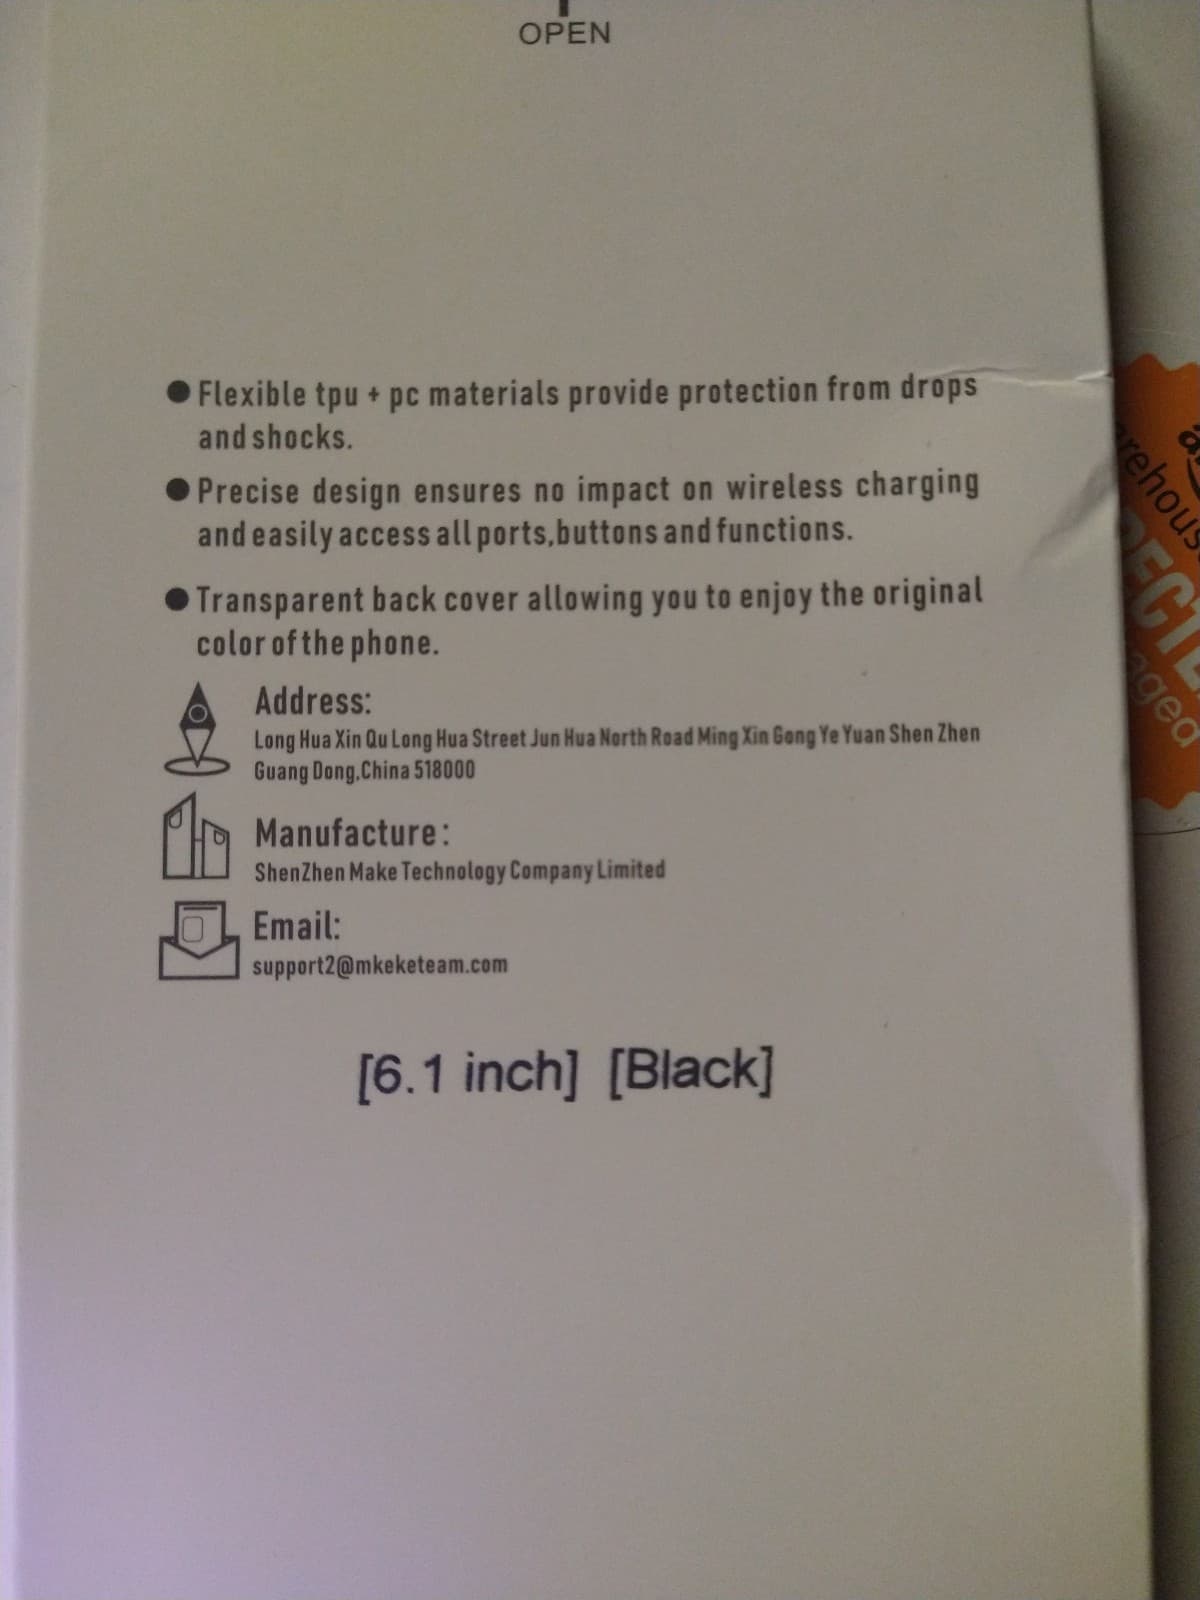 OPEN
● Flexible tpu + pc materials provide protection from drops
and shocks.
● Precise design ensures no impact on wireless charging
and easily access all ports,buttons and functions.
● Transparent back cover allowing you to enjoy the original
color of the phone.
Address:
Long Hua Xin Qu Long Hua Street Jun Hua North Road Ming Xin Gong Ye Yuan Shen Zhen
Guang Dong,China 518000
Manufacture:
ShenZhen Make Technology Company Limited
Email:
support2@mkeketeam.com
[6.1 inch] [Black]